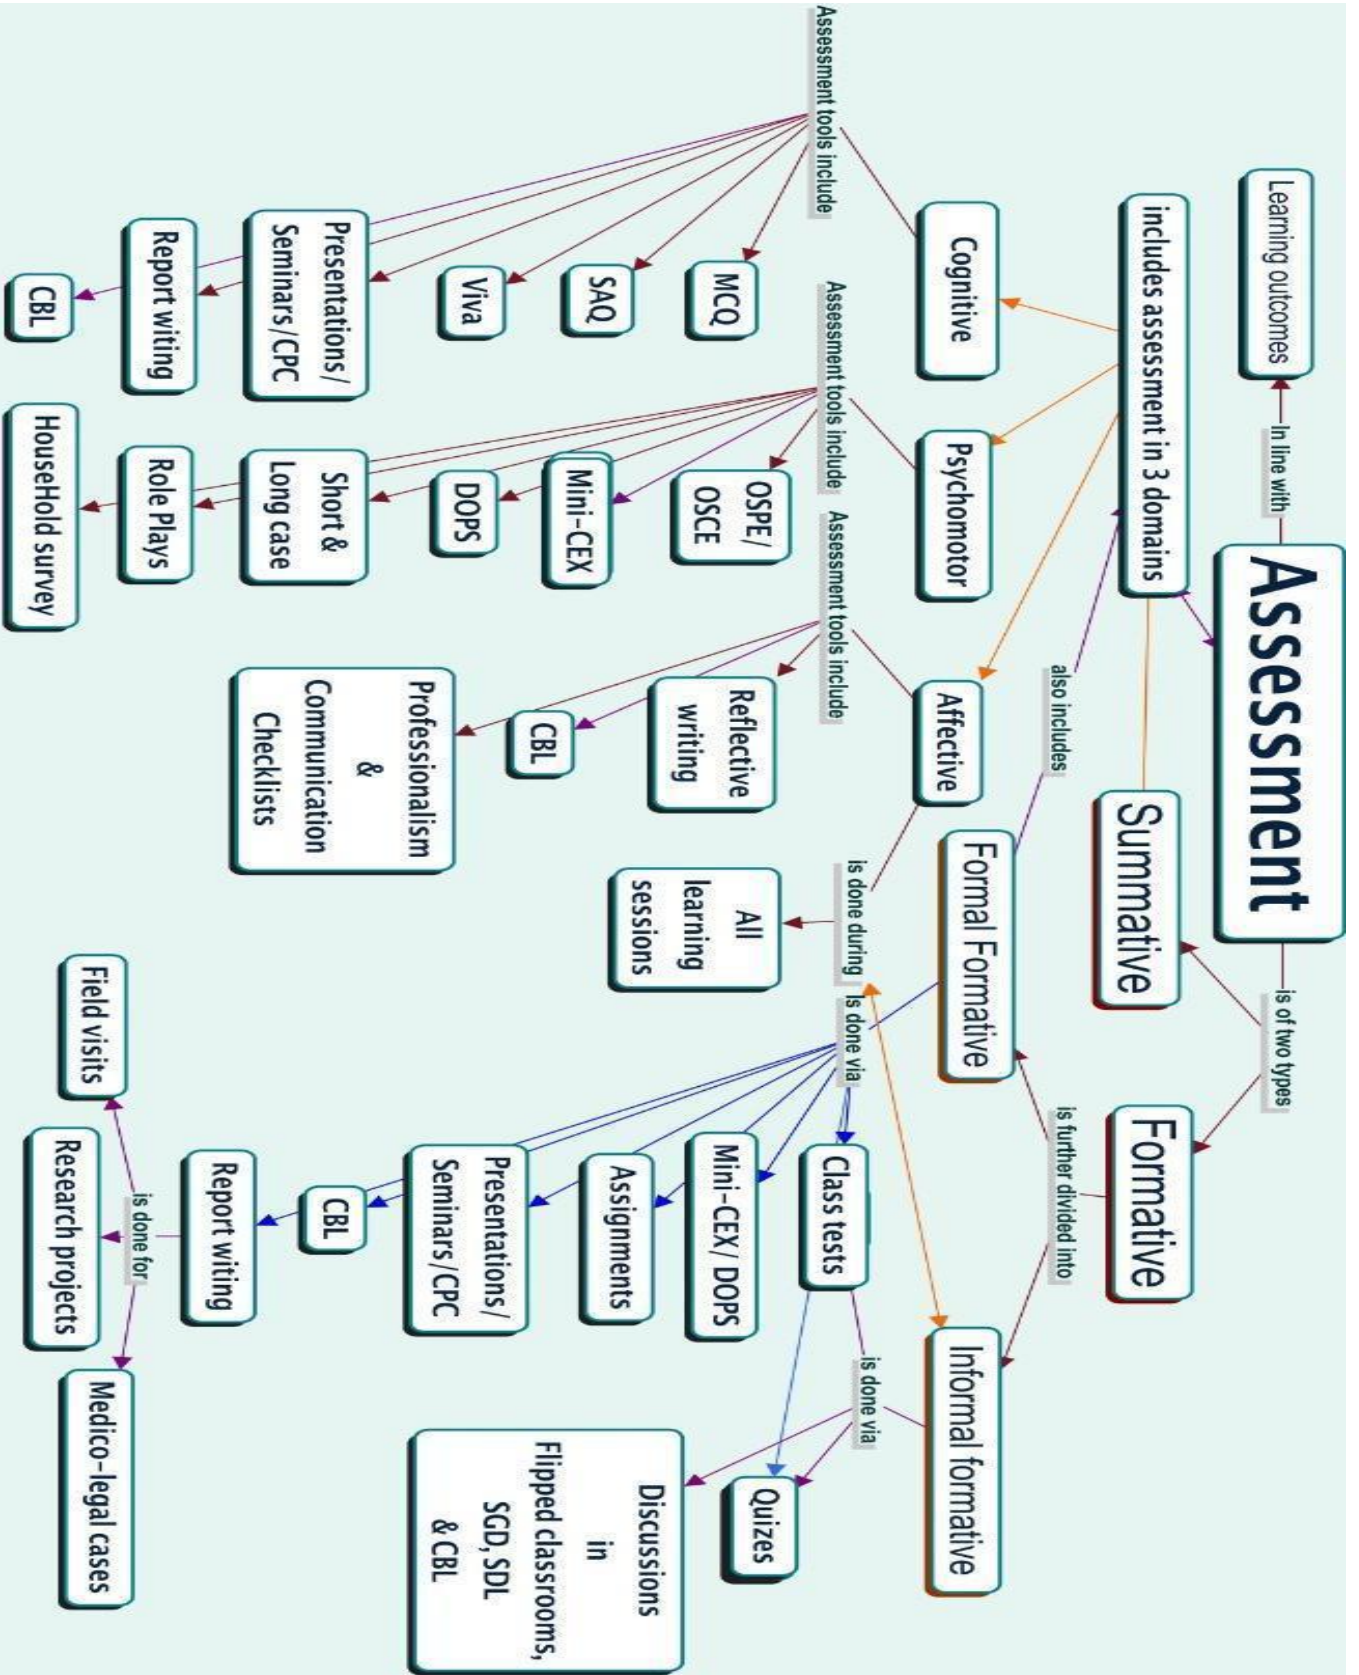 Assessment
In line with
Learning outcomes
is of two types
Summative
Formative
includes assessment in 3 domains
also includes
is further divided into
Formal Formative
Informal formative
Cognitive
Psychomotor
Affective
Assessment tools include
MCQ
SAQ
Viva
Presentations/
Seminars/CPC
Report witing
CBL
Assessment tools include
OSPE/
OSCE
Mini-CEX
DOPS
Short &
Long case
Role Plays
HouseHold survey
Assessment tools include
Reflective
writing
CBL
Professionalism
&
Communication
Checklists
is done during
All
learning
sessions
Is done via
Class tests
Mini-CEX/ DOPS
Assignments
Presentations/
Seminars/CPC
CBL
Report witing
is done for
Field visits
Research projects
Medico-legal cases
is done via
Quizes
Discussions
in
Flipped classrooms,
SGD, SDL
& CBL